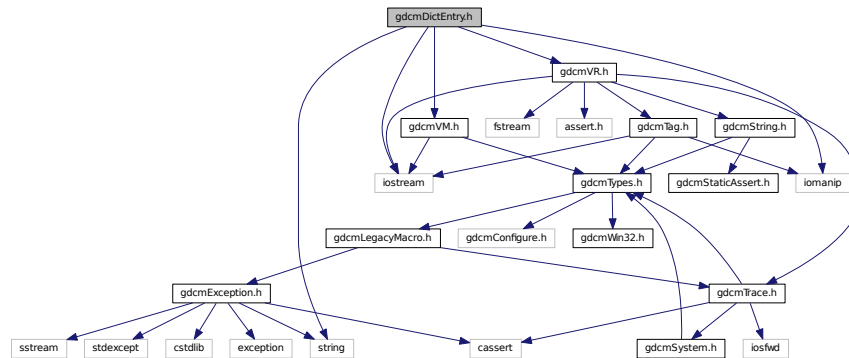 gdcmDictEntry.h
gdcmVR.h
gdcmVM.h
fstream
assert.h
gdcmTag.h
gdcmString.h
iostream
gdcmTypes.h
gdcmStaticAssert.h
iomanip
gdcmLegacyMacro.h
gdcmConfigure.h
gdcmWin32.h
gdcmException.h
gdcmTrace.h
sstream
stdexcept
cstdlib
exception
string
cassert
gdcmSystem.h
iosfwd